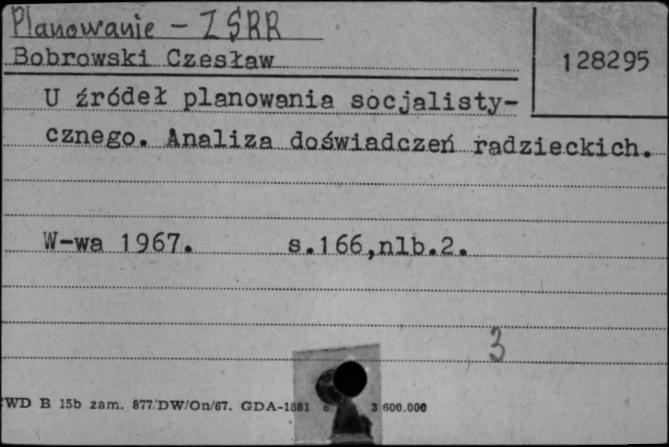 Planowanie - ZSRR
Bobrowski Czesław
128295
U źródeł planowania socjalisty-
cznego. Analiza doświadczeń radzieckich.
W-wa 1967. s.166,nlb.2.
3
WD B 15b zam. 877/DW/On/67. GDA-1881 3 600.000